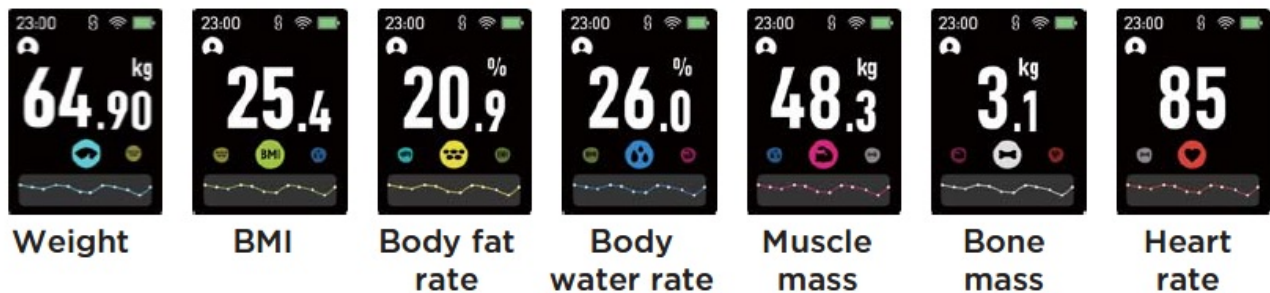 23:00
kg
64.90
Weight
23:00
25.4
BMI
BMI
23:00
%
20.9
Body fat
rate
23:00
%
26.0
Body
water rate
23:00
kg
48.3
Muscle
mass
23:00
kg
3.1
Bone
mass
23:00
85
Heart
rate